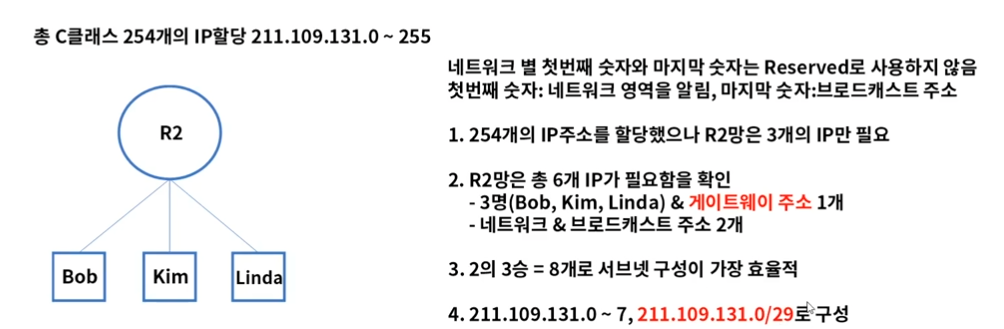 총 C클래스 254개의 IP할당 211.109.131.0 ~ 255
네트워크 별 첫번째 숫자와 마지막 숫자는 Reserved로 사용하지 않음
첫번째 숫자: 네트워크 영역을 알림, 마지막 숫자:브로드캐스트 주소
R2
1. 254개의 IP주소를 할당했으나 R2망은 3개의 IP만 필요
2. R2망은 총 6개 IP가 필요함을 확인
- 3명(Bob, Kim, Linda) & 게이트웨이 주소 1개
- 네트워크 & 브로드캐스트 주소 2개
Bob
Kim
Linda
3. 2의 3승 = 8개로 서브넷 구성이 가장 효율적
4. 211.109.131.0 ~ 7, 211.109.131.0/29로 구성